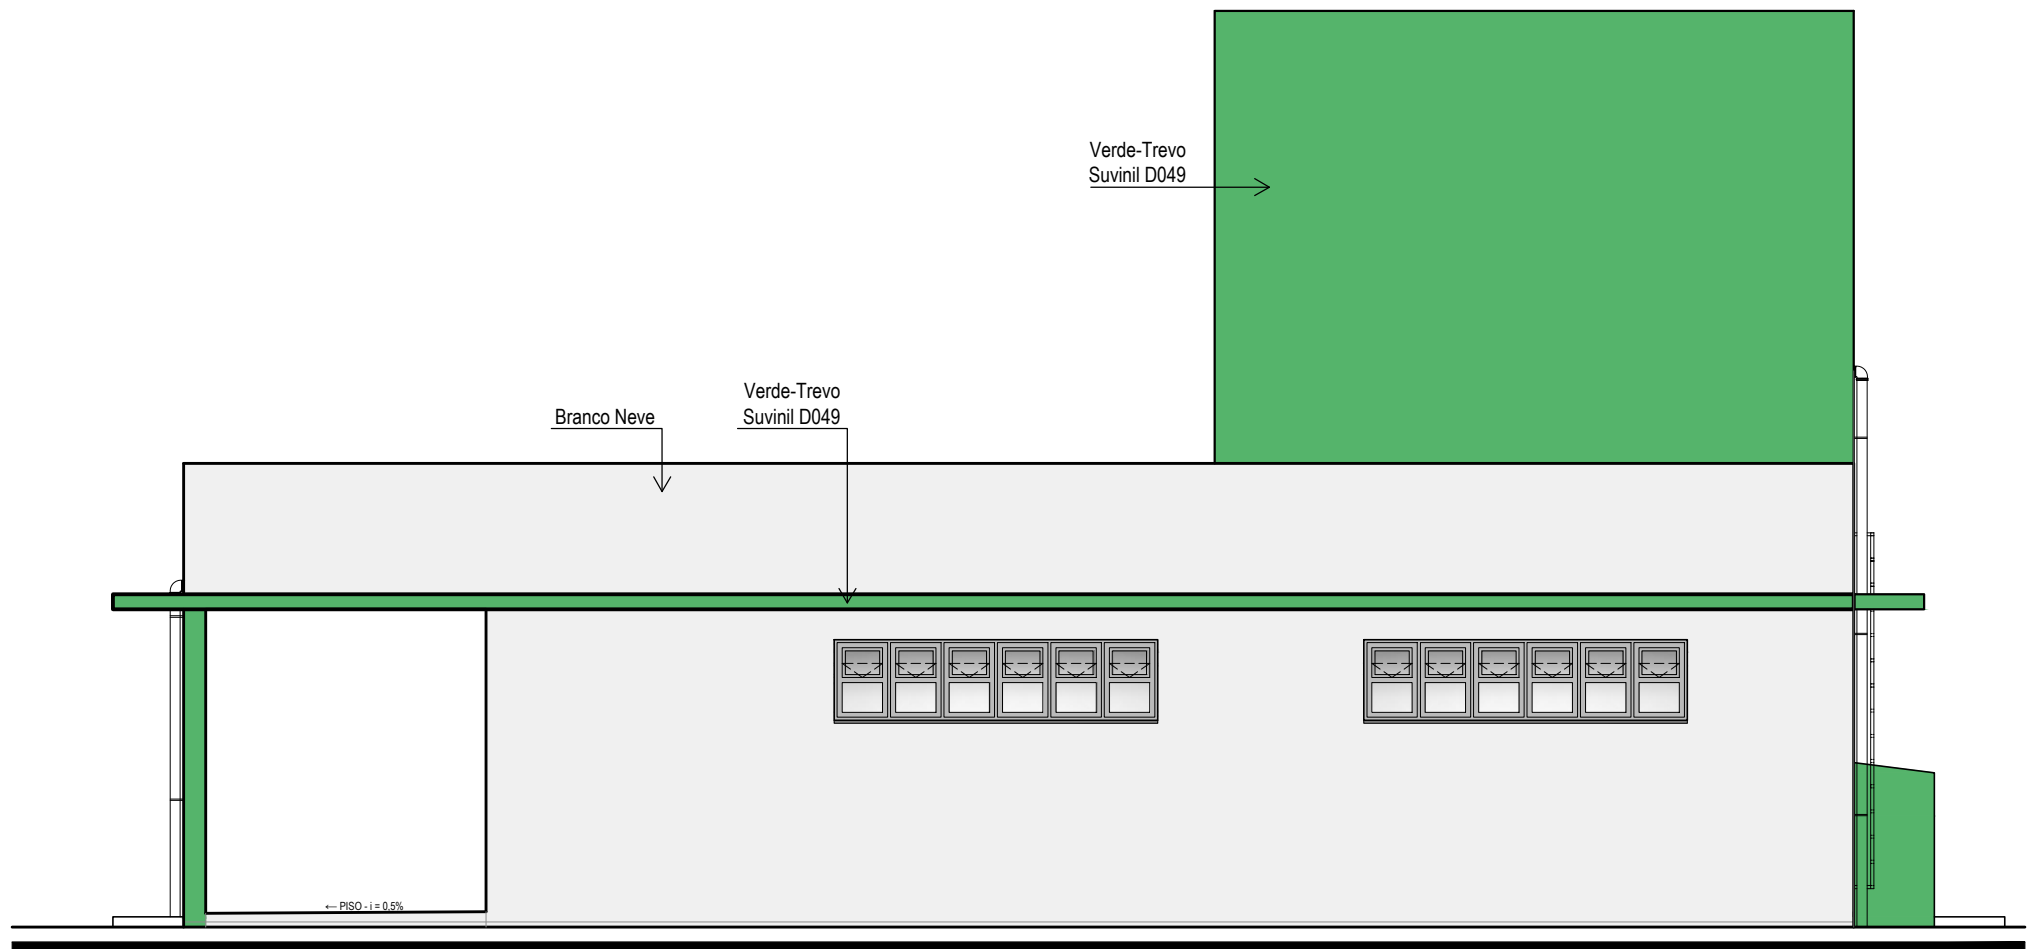 Verde-Trevo
Suvinil D049
Verde-Trevo
Suvinil D049
Branco Neve
← PISO - i = 0,5%